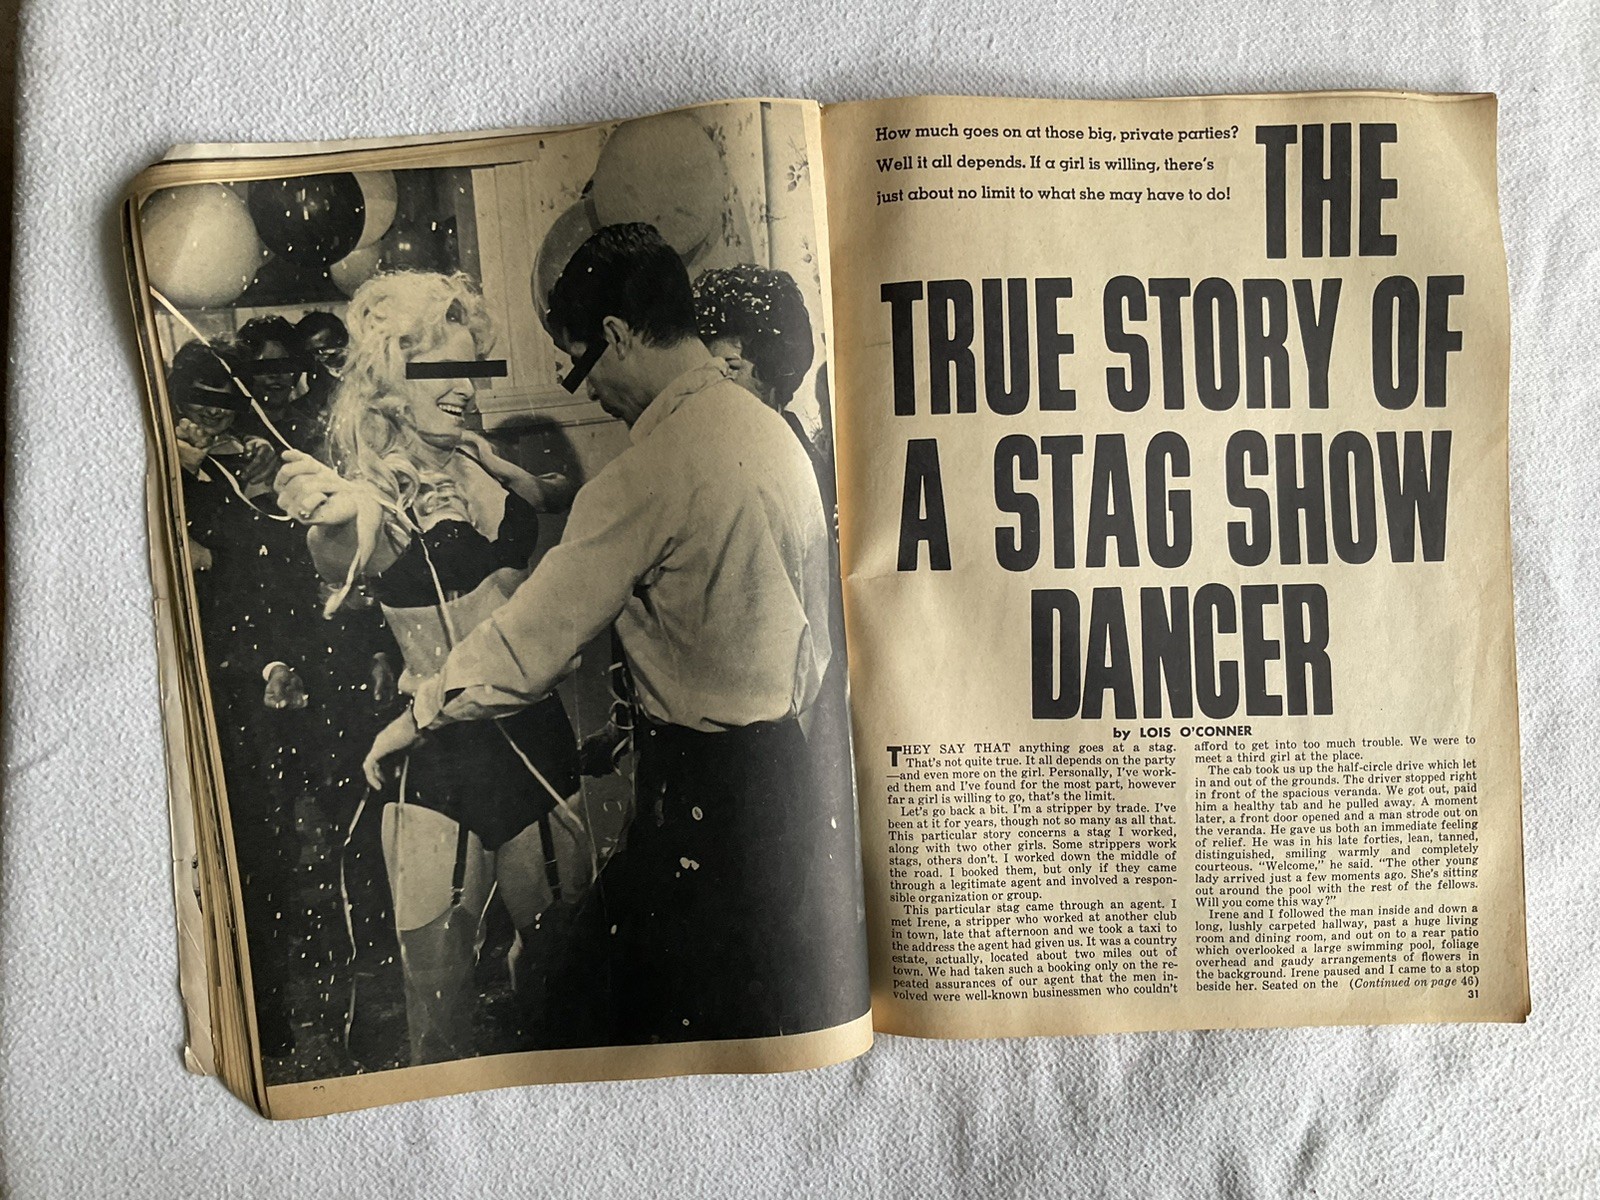 How much goes on at those big, private parties?
Well it all depends. If a girl is willing, there's
just about no limit to what she may have to do!
THE
TRUE STORY OF
A STAG SHOW
DANCER
by LOIS O'CONNER
THEY SAY THAT anything goes at a stag.
That's not quite true. It all depends on the party
—and even more on the girl. Personally, I've work-
ed them and I've found for the most part, however
far a girl is willing to go, that's the limit.
Let's go back a bit. I'm a stripper by trade. I've
been at it for years, though not so many as all that.
This particular story concerns a stag I worked,
along with two other girls. Some strippers work
stags, others don't. I worked down the middle of
the road. I booked them, but only if they came
through a legitimate agent and involved a respon-
sible organization or group.
This particular stag came through an agent. I
met Irene, a stripper who worked at another club
in town, late that afternoon and we took a taxi to
the address the agent had given us. It was a country
estate, actually, located about two miles out of
town. We had taken such a booking only on the re-
peated assurances of our agent that the men in-
volved were well-known businessmen who couldn't
afford to get into too much trouble. We were to
meet a third girl at the place.
The cab took us up the half-circle drive which let
in and out of the grounds. The driver stopped right
in front of the spacious veranda. We got out, paid
him a healthy tab and he pulled away. A moment
later, a front door opened and a man strode out on
the veranda. He gave us both an immediate feeling
of relief. He was in his late forties, lean, tanned,
distinguished, smiling warmly and completely
courteous. "Welcome," he said. "The other young
lady arrived just a few moments ago. She's sitting
out around the pool with the rest of the fellows.
Will you come this way?"
Irene and I followed the man inside and down a
long, lushly carpeted hallway, past a huge living
room and dining room, and out on to a rear patio
which overlooked a large swimming pool, foliage
overhead and gaudy arrangements of flowers in
the background. Irene paused and I came to a stop
beside her. Seated on the (Continued on page 46)
31